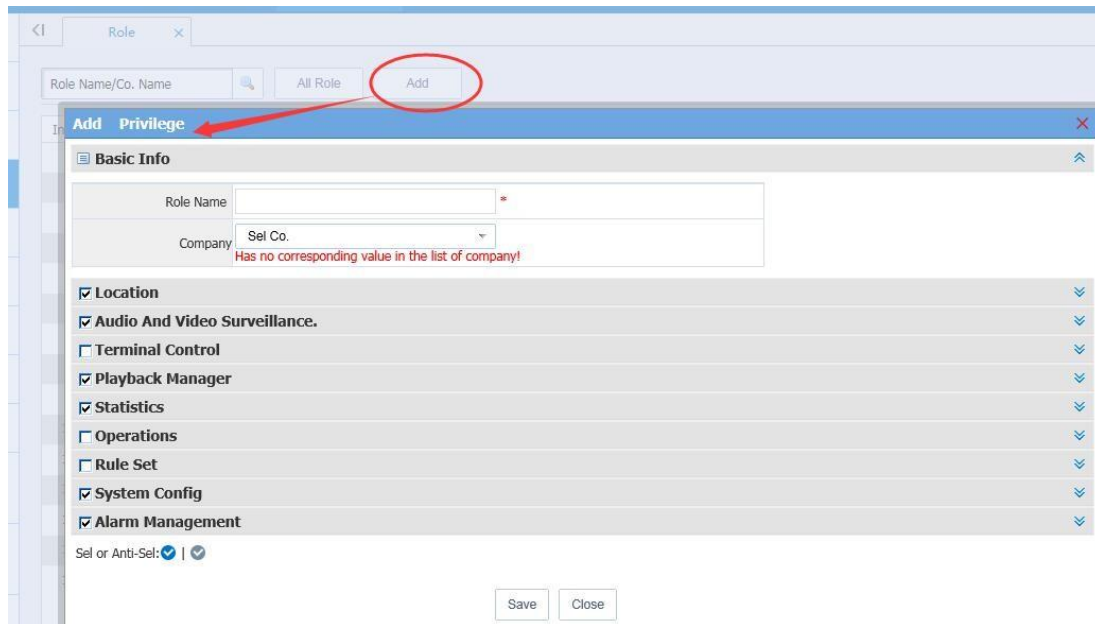 Role
Role Name/Co. Name
All Role
Add
Add Privilege
Basic Info
Role Name *
Company Sel Co.
Has no corresponding value in the list of company!
Location
Audio And Video Surveillance.
Terminal Control
Playback Manager
Statistics
Operations
Rule Set
System Config
Alarm Management
Sel or Anti-Sel: |
Save
Close